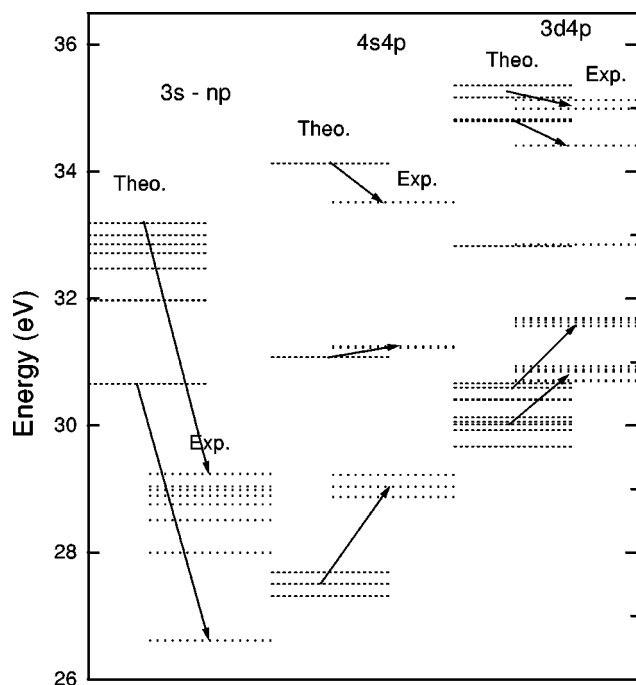 36
34
32
30
28
26
Energy (eV)
3s - np
4s4p
3d4p
Theo.
Theo.
Theo.
Exp.
Exp.
Exp.